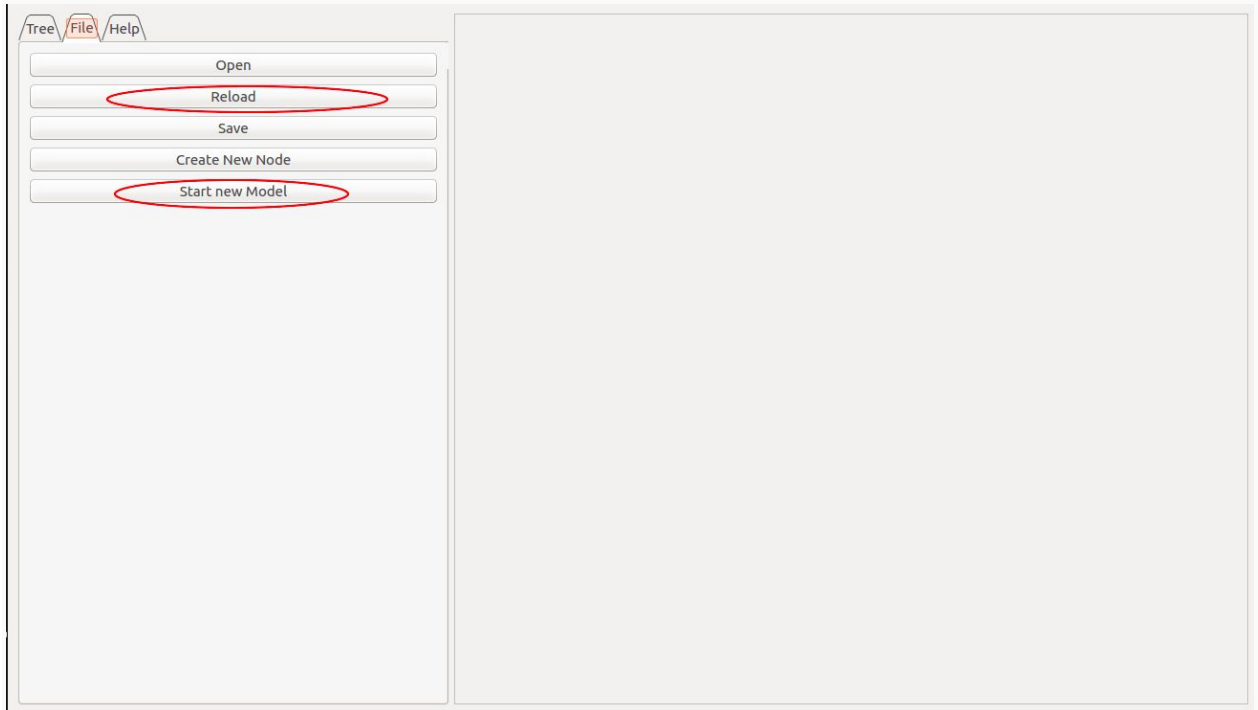 Tree File Help
Open
Reload
Save
Create New Node
Start new Model